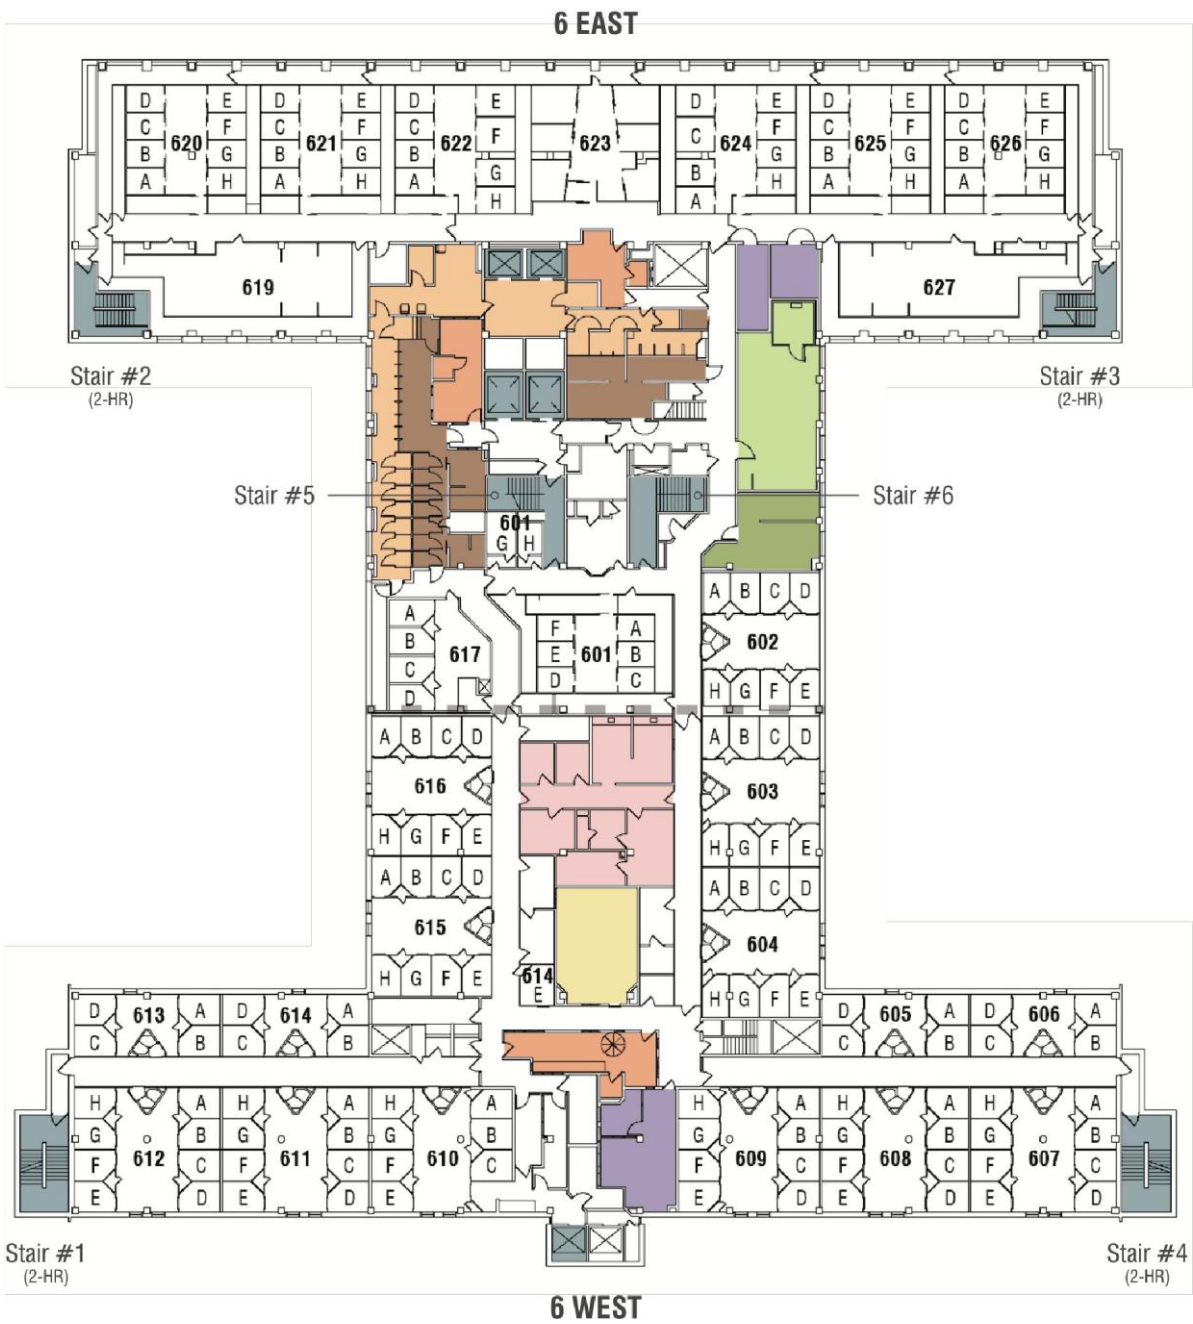 6 EAST
D E D E D E D E D E D E
C F C F C F C F C F C F
620 621 622 623 624 625 626
B G B G B G B G B G B G
A H A H A H A H A H A H
619 627
Stair #2 Stair #3
(2-HR) (2-HR)
Stair #5 Stair #6
601
G H
A B C D
A F A
B E 601 B 602
617
C D C
D H G F E
A B C D A B C D
616 603
H G F E H G F E
A B C D A B C D
615 604
H G F E H G F E
614
E
D 613 A D 614 A D 605 A D 606 A
C B C B C B C B
H A H A H A H A H A H A
G B G B G B G B G B G B
612 611 610 609 608 607
F C F C F C F C F C F C
E D E D E E D E D E D
Stair #1 Stair #4
(2-HR) (2-HR)
6 WEST